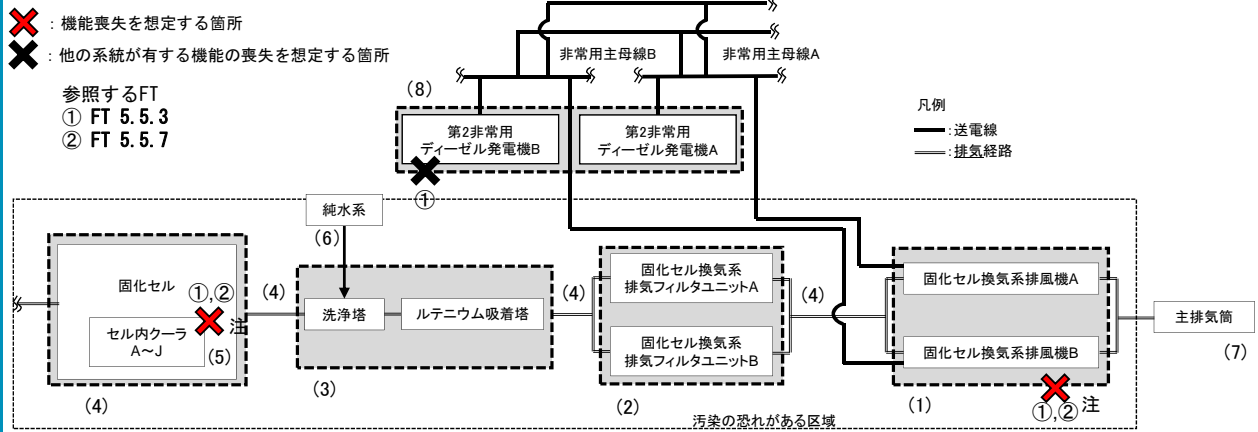 ：機能喪失を想定する箇所
：他の系統が有する機能の喪失を想定する箇所
参照するFT
① FT 5.5.3
② FT 5.5.7
非常用主母線B
非常用主母線A
(8)
第2非常用
ディーゼル発電機B
第2非常用
ディーゼル発電機A
①
凡例
：送電線
：排気経路
純水系
(6)
固化セル
①,②
注
セル内クーラ
A～J
(5)
(4)
(4)
洗浄塔
ルテニウム吸着塔
(3)
(4)
固化セル換気系
排気フィルタユニットA
固化セル換気系
排気フィルタユニットB
(2)
(4)
固化セル換気系排風機A
固化セル換気系排風機B
(1)
①,②
注
主排気筒
(7)
汚染の恐れがある区域